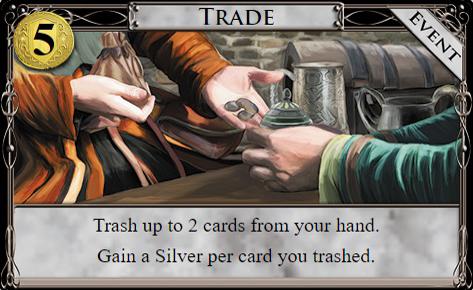 TRADE
5
EVENT
Trash up to 2 cards from your hand.
Gain a Silver per card you trashed.